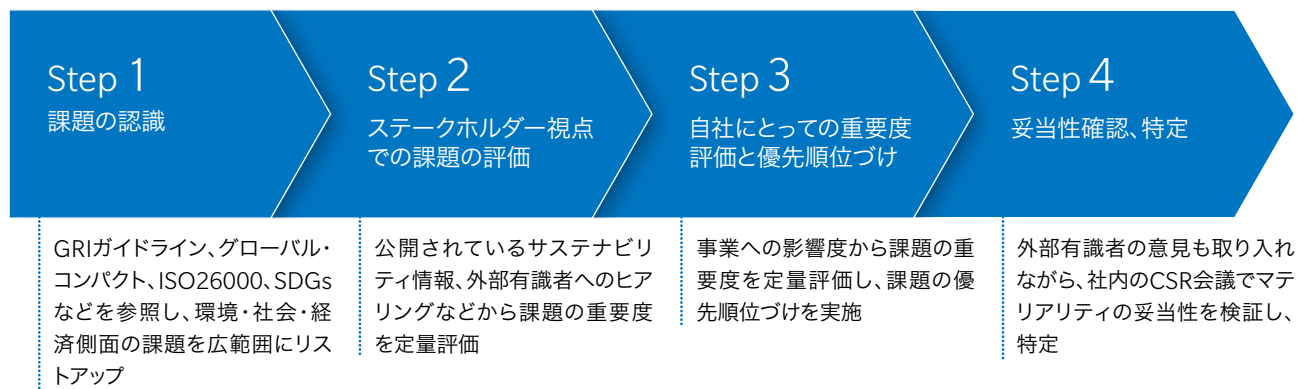 Step 1
課題の認識
Step 2
ステークホルダー視点
での課題の評価
Step 3
自社にとっての重要度
評価と優先順位づけ
Step 4
妥当性確認、特定
GRIガイドライン、グローバル・
コンパクト、ISO26000、SDGs
などを参照し、環境・社会・経
済側面の課題を広範囲にリス
トアップ
公開されているサステナビリ
ティ情報、外部有識者へのヒア
リングなどから課題の重要度
を定量評価
事業への影響度から課題の重
要度を定量評価し、課題の優
先順位づけを実施
外部有識者の意見も取り入れ
ながら、社内のCSR会議でマテ
リアリティの妥当性を検証し、
特定